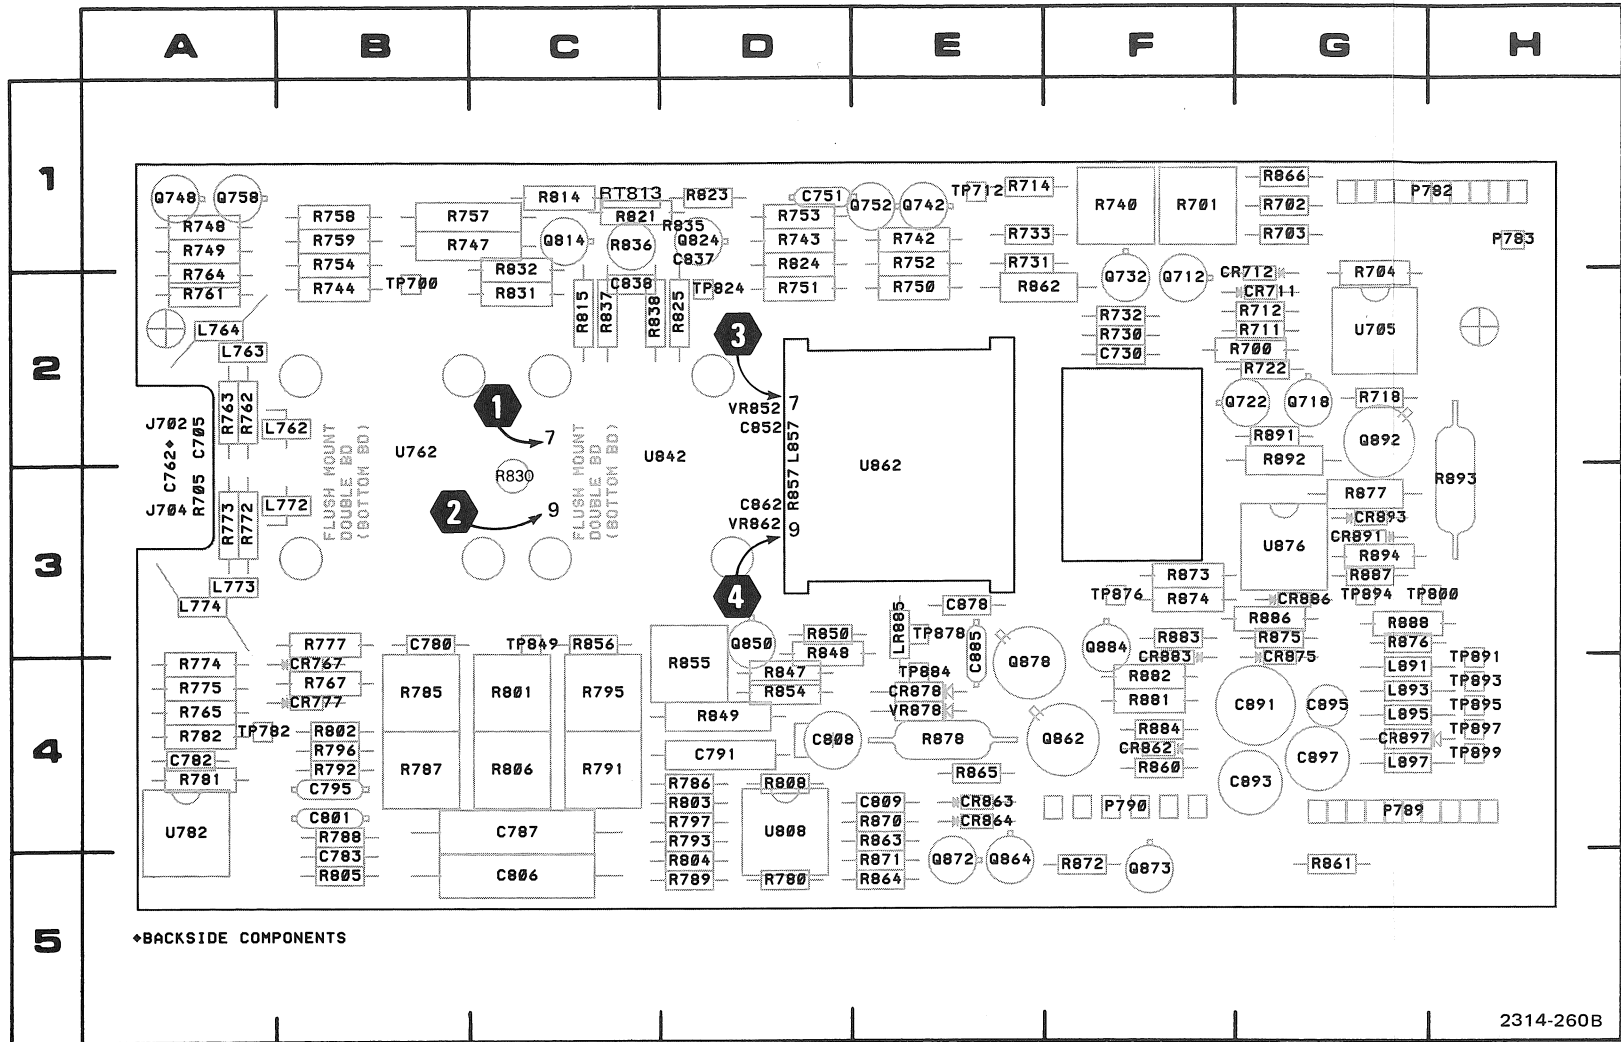 A B C D E F G H
1
Q748 Q758 R758 R757 R814 RT813 R823 C751 Q752 Q742 TP712 R714 R740 R701 R866 P782
R748 R759 R747 Q814 R821 R835 R753 R742 R733 R702 P783
R749 R754 R836 Q824 R743 R752 R731 R703
R764 R744 TP700 R832 C837 R824 R750 R862 Q732 Q712 CR712 R704
R761 R831 R815 R837 C838 R838 R825 TP824 R751 CR711
L764 3 R732 R712 U705
L763 R730 R711
2
C730 R700
R722
R763 R762 1 VR852 7 Q722 Q718 R718
J702 L762 7 C852
C762◆ C705 FLUSH MOUNT DOUBLE BD (BOTTOM BD) U762 FLUSH MOUNT DOUBLE BD (BOTTOM BD) U842 R857 L857 U862 R891 Q892
R705 R830 R892 R893
J704 R773 R772 L772 2 9 C862 R877
VR862 9 CR893
CR891
3
U876 R894
L773 4 R873 R887
L774 LR885 C878 TP876 R874 CR886 TP894 TP800
R886 R888
R777 C780 TP849 R856 Q850 R850 TP878 C885 R883 R875 R876
R774 CR767 R855 R848 Q878 Q884 CR883 CR875 L891 TP891
R775 R767 R785 R801 R795 R847 TP884 R882 L893 TP893
R765 CR777 R854 CR878 R881 C891 C895 L895 TP895
R782 TP782 R802 R849 VR878 R884 CR897 TP897
4
C782 R796 R787 R806 R791 C791 C808 R878 Q862 CR862 C897 L897 TP899
R781 R792 R786 R808 R865 R860 C893
C795 R803 C809 CR863 P790 P789
U782 C801 C787 R797 U808 R870 CR864
R788 R793 R863
C783 C806 R804 R871 Q872 Q864 R872 Q873 R861
R805 R789 R780 R864
5
◆BACKSIDE COMPONENTS
2314-260B